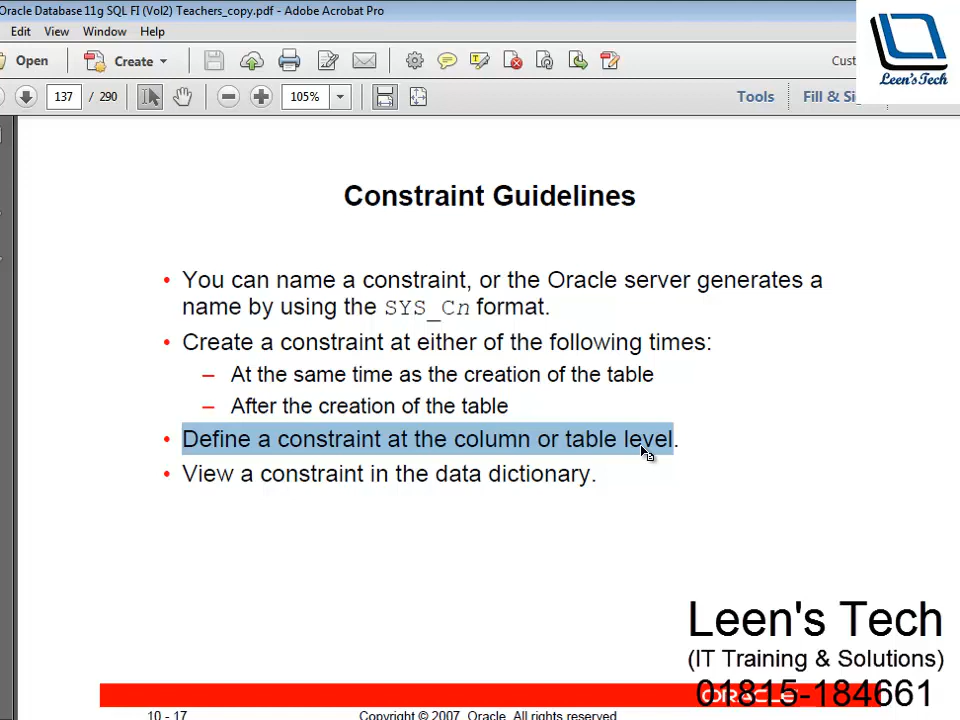 Oracle Database 11g SQL FI (Vol2) Teachers_copy.pdf - Adobe Acrobat Pro
Edit View Window Help
Open Create Cust
137 / 290 105% Tools Fill & Si
Leen'sTech
Constraint Guidelines
• You can name a constraint, or the Oracle server generates a
name by using the SYS_Cn format.
• Create a constraint at either of the following times:
– At the same time as the creation of the table
– After the creation of the table
• Define a constraint at the column or table level.
• View a constraint in the data dictionary.
Leen's Tech
(IT Training & Solutions)
ORACLE
01815-184661
10 - 17 Copyright © 2007, Oracle. All rights reserved.